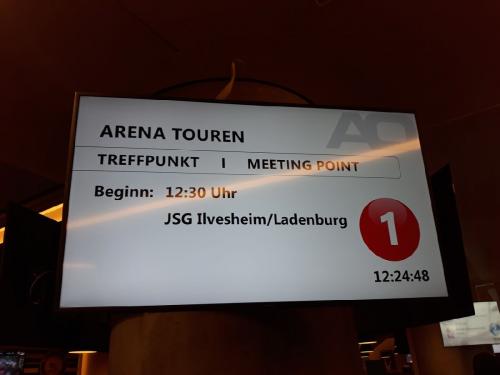 ARENA TOUREN
TREFFPUNKT I MEETING POINT
Beginn: 12:30 Uhr
JSG Ilvesheim/Ladenburg
1
12:24:48